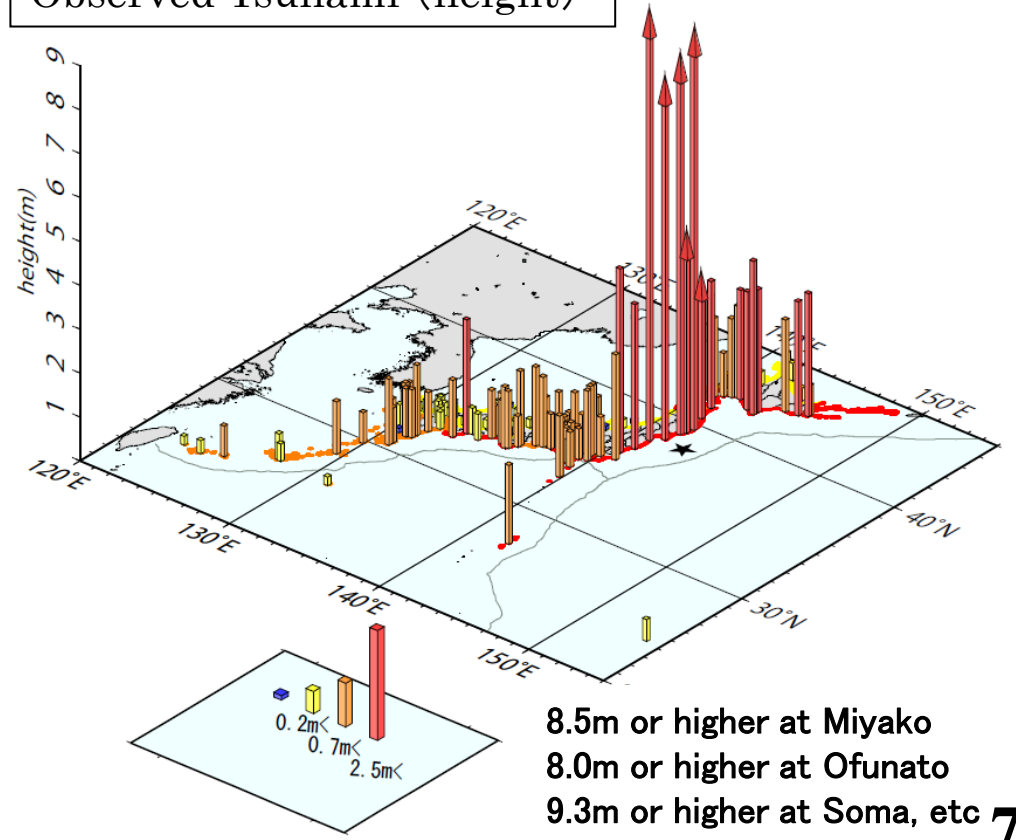 Observed Tsunami (height)
9
8
7
6
5
4
3
2
1
height(m)
120°E
130°E
140°E
150°E
120°E
130°E
140°E
150°E
40°N
30°N
0.2m<
0.7m<
2.5m<
8.5m or higher at Miyako
8.0m or higher at Ofunato
9.3m or higher at Soma, etc
7